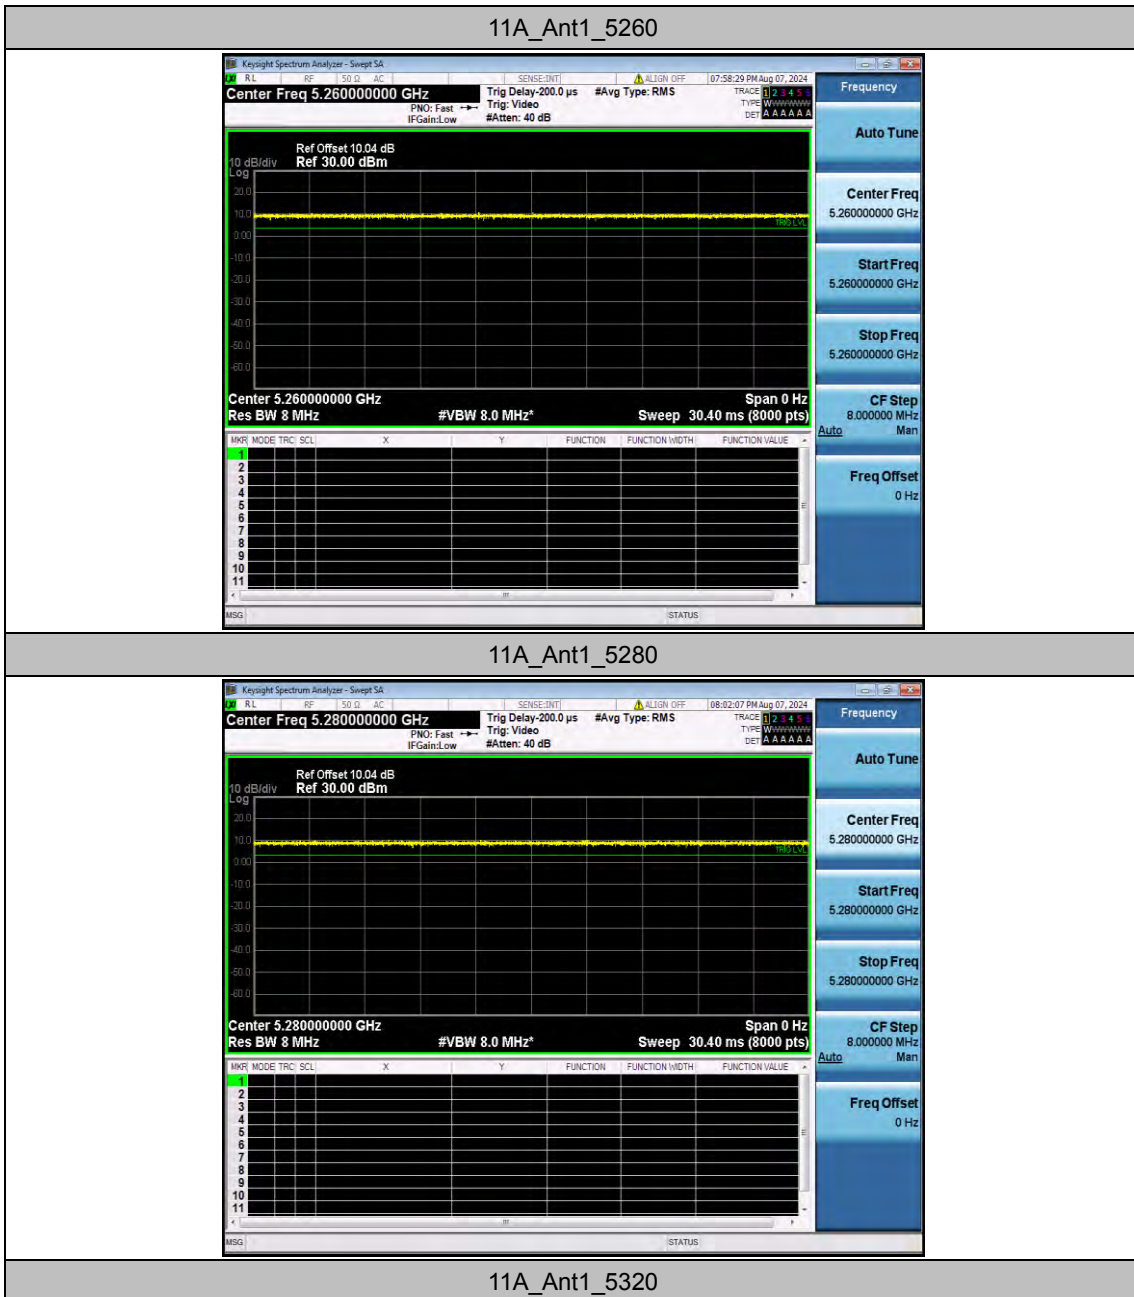 11A_Ant1_5260
Keysight Spectrum Analyzer - Swept SA
RL RF 50 Ω AC SENSE:INT ALIGN OFF 07:58:29 PM Aug 07, 2024
Center Freq 5.260000000 GHz
PNO: Fast
IFGain:Low
Trig Delay-200.0 µs
Trig: Video
#Atten: 40 dB
#Avg Type: RMS
TRACE 1 2 3 4 5 6
TYPE W
DET A A A A A A
Ref Offset 10.04 dB
10 dB/div Ref 30.00 dBm
Log
20.0
10.0
TRIG LVL
0.00
-10.0
-20.0
-30.0
-40.0
-50.0
-60.0
Center 5.260000000 GHz Span 0 Hz
Res BW 8 MHz #VBW 8.0 MHz* Sweep 30.40 ms (8000 pts)
MKR MODE TRC SCL X Y FUNCTION FUNCTION WIDTH FUNCTION VALUE
1
2
3
4
5
6
7
8
9
10
11
MSG STATUS
Frequency
Auto Tune
Center Freq
5.260000000 GHz
Start Freq
5.260000000 GHz
Stop Freq
5.260000000 GHz
CF Step
8.000000 MHz
Auto Man
Freq Offset
0 Hz
11A_Ant1_5280
Keysight Spectrum Analyzer - Swept SA
RL RF 50 Ω AC SENSE:INT ALIGN OFF 08:02:07 PM Aug 07, 2024
Center Freq 5.280000000 GHz
PNO: Fast
IFGain:Low
Trig Delay-200.0 µs
Trig: Video
#Atten: 40 dB
#Avg Type: RMS
TRACE 1 2 3 4 5 6
TYPE W
DET A A A A A A
Ref Offset 10.04 dB
10 dB/div Ref 30.00 dBm
Log
20.0
10.0
TRIG LVL
0.00
-10.0
-20.0
-30.0
-40.0
-50.0
-60.0
Center 5.280000000 GHz Span 0 Hz
Res BW 8 MHz #VBW 8.0 MHz* Sweep 30.40 ms (8000 pts)
MKR MODE TRC SCL X Y FUNCTION FUNCTION WIDTH FUNCTION VALUE
1
2
3
4
5
6
7
8
9
10
11
MSG STATUS
Frequency
Auto Tune
Center Freq
5.280000000 GHz
Start Freq
5.280000000 GHz
Stop Freq
5.280000000 GHz
CF Step
8.000000 MHz
Auto Man
Freq Offset
0 Hz
11A_Ant1_5320